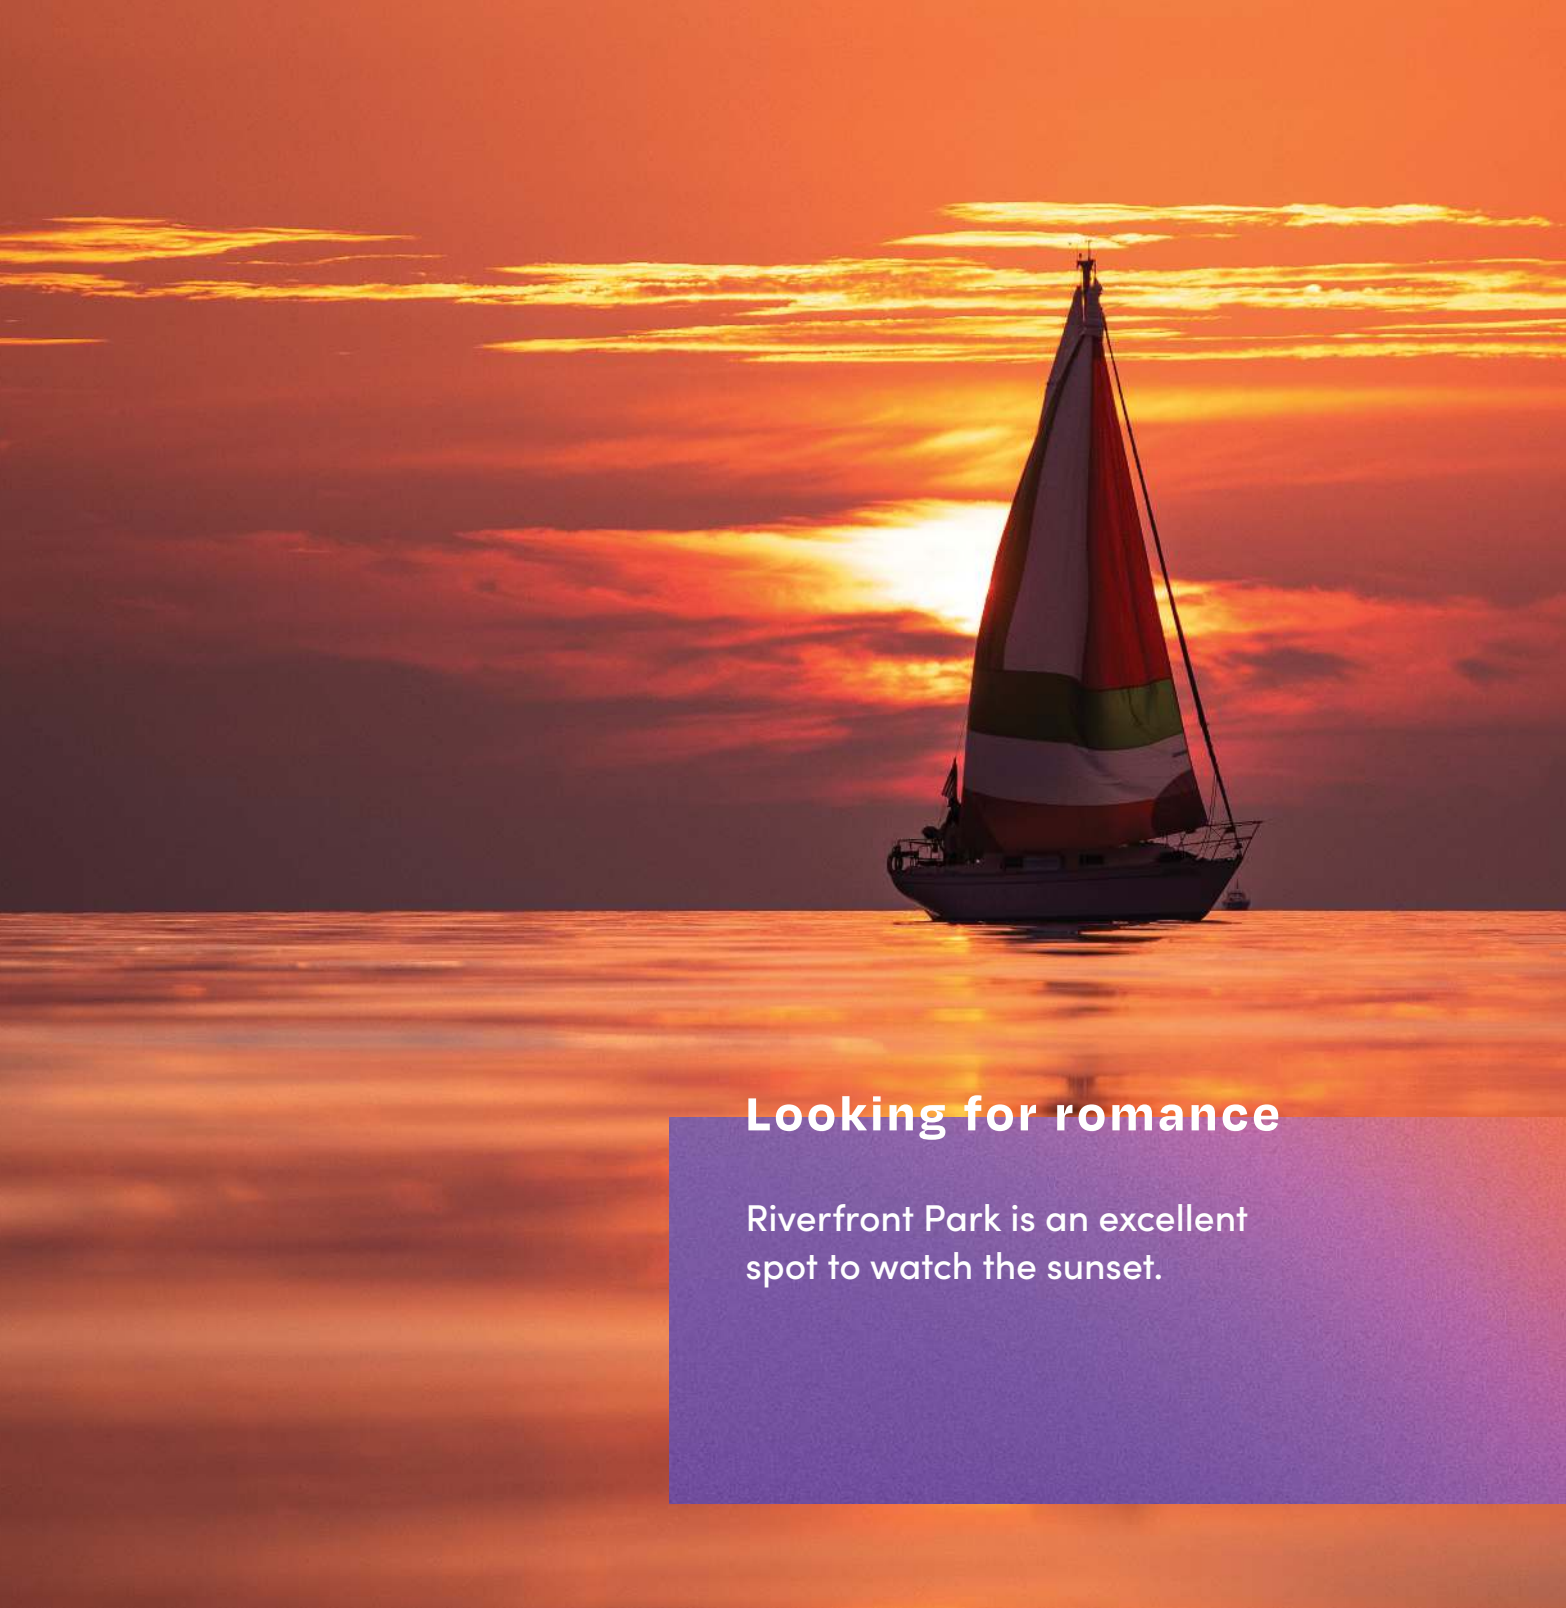 Looking for romance
Riverfront Park is an excellent
spot to watch the sunset.